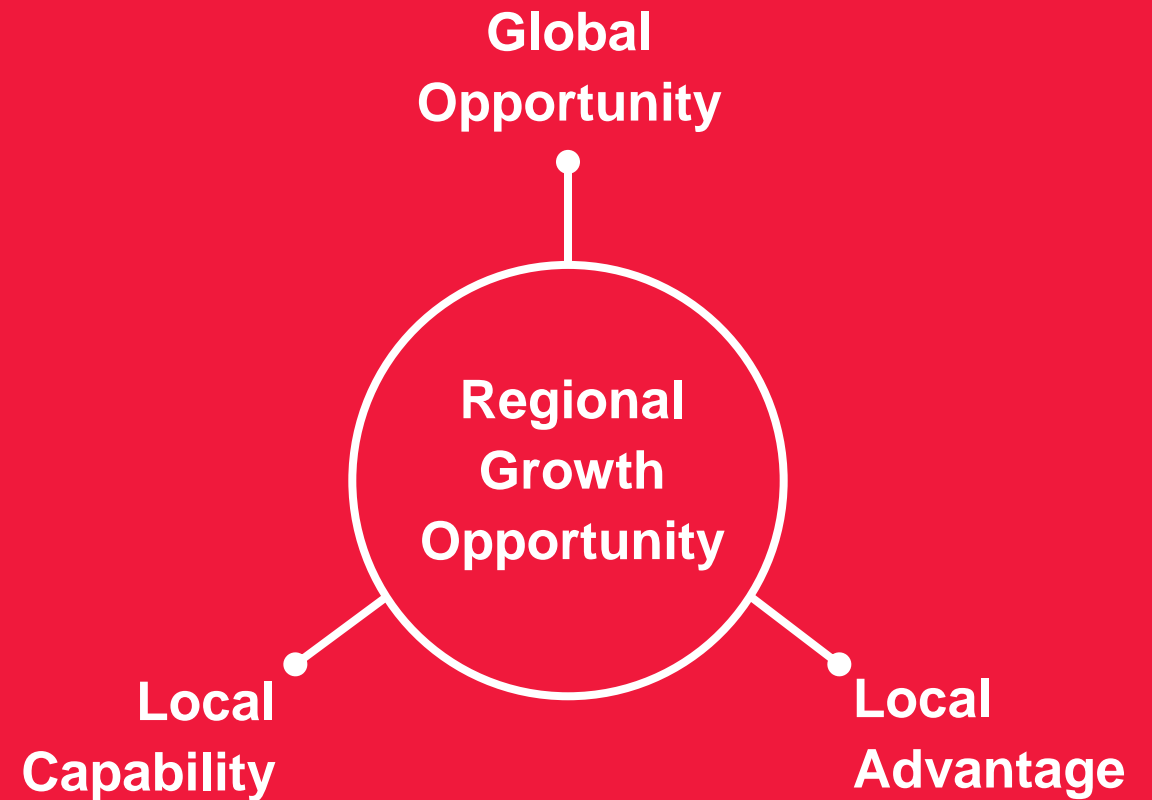 Global
Opportunity
Regional
Growth
Opportunity
Local
Capability
Local
Advantage